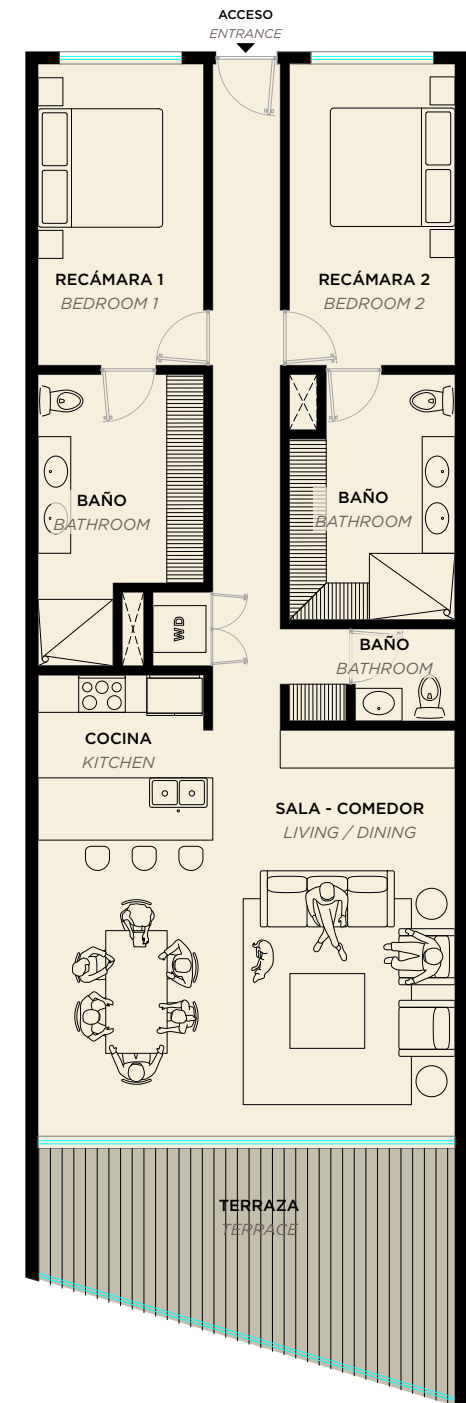 ACCESO
ENTRANCE
RECÁMARA 1
BEDROOM 1
RECÁMARA 2
BEDROOM 2
BAÑO
BATHROOM
BAÑO
BATHROOM
WD
BAÑO
BATHROOM
COCINA
KITCHEN
SALA - COMEDOR
LIVING / DINING
TERRAZA
TERRACE